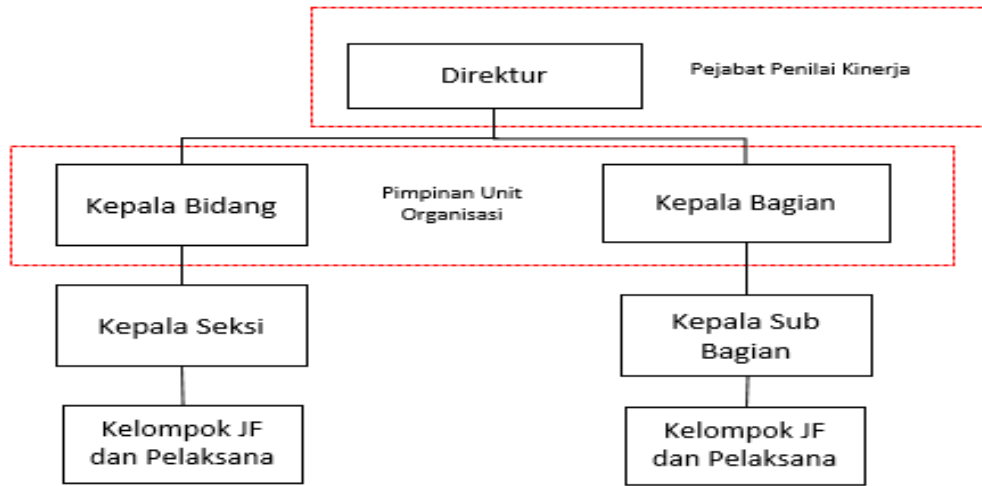 Direktur
Pejabat Penilai Kinerja
Kepala Bidang
Pimpinan Unit
Organisasi
Kepala Bagian
Kepala Seksi
Kepala Sub
Bagian
Kelompok JF
dan Pelaksana
Kelompok JF
dan Pelaksana